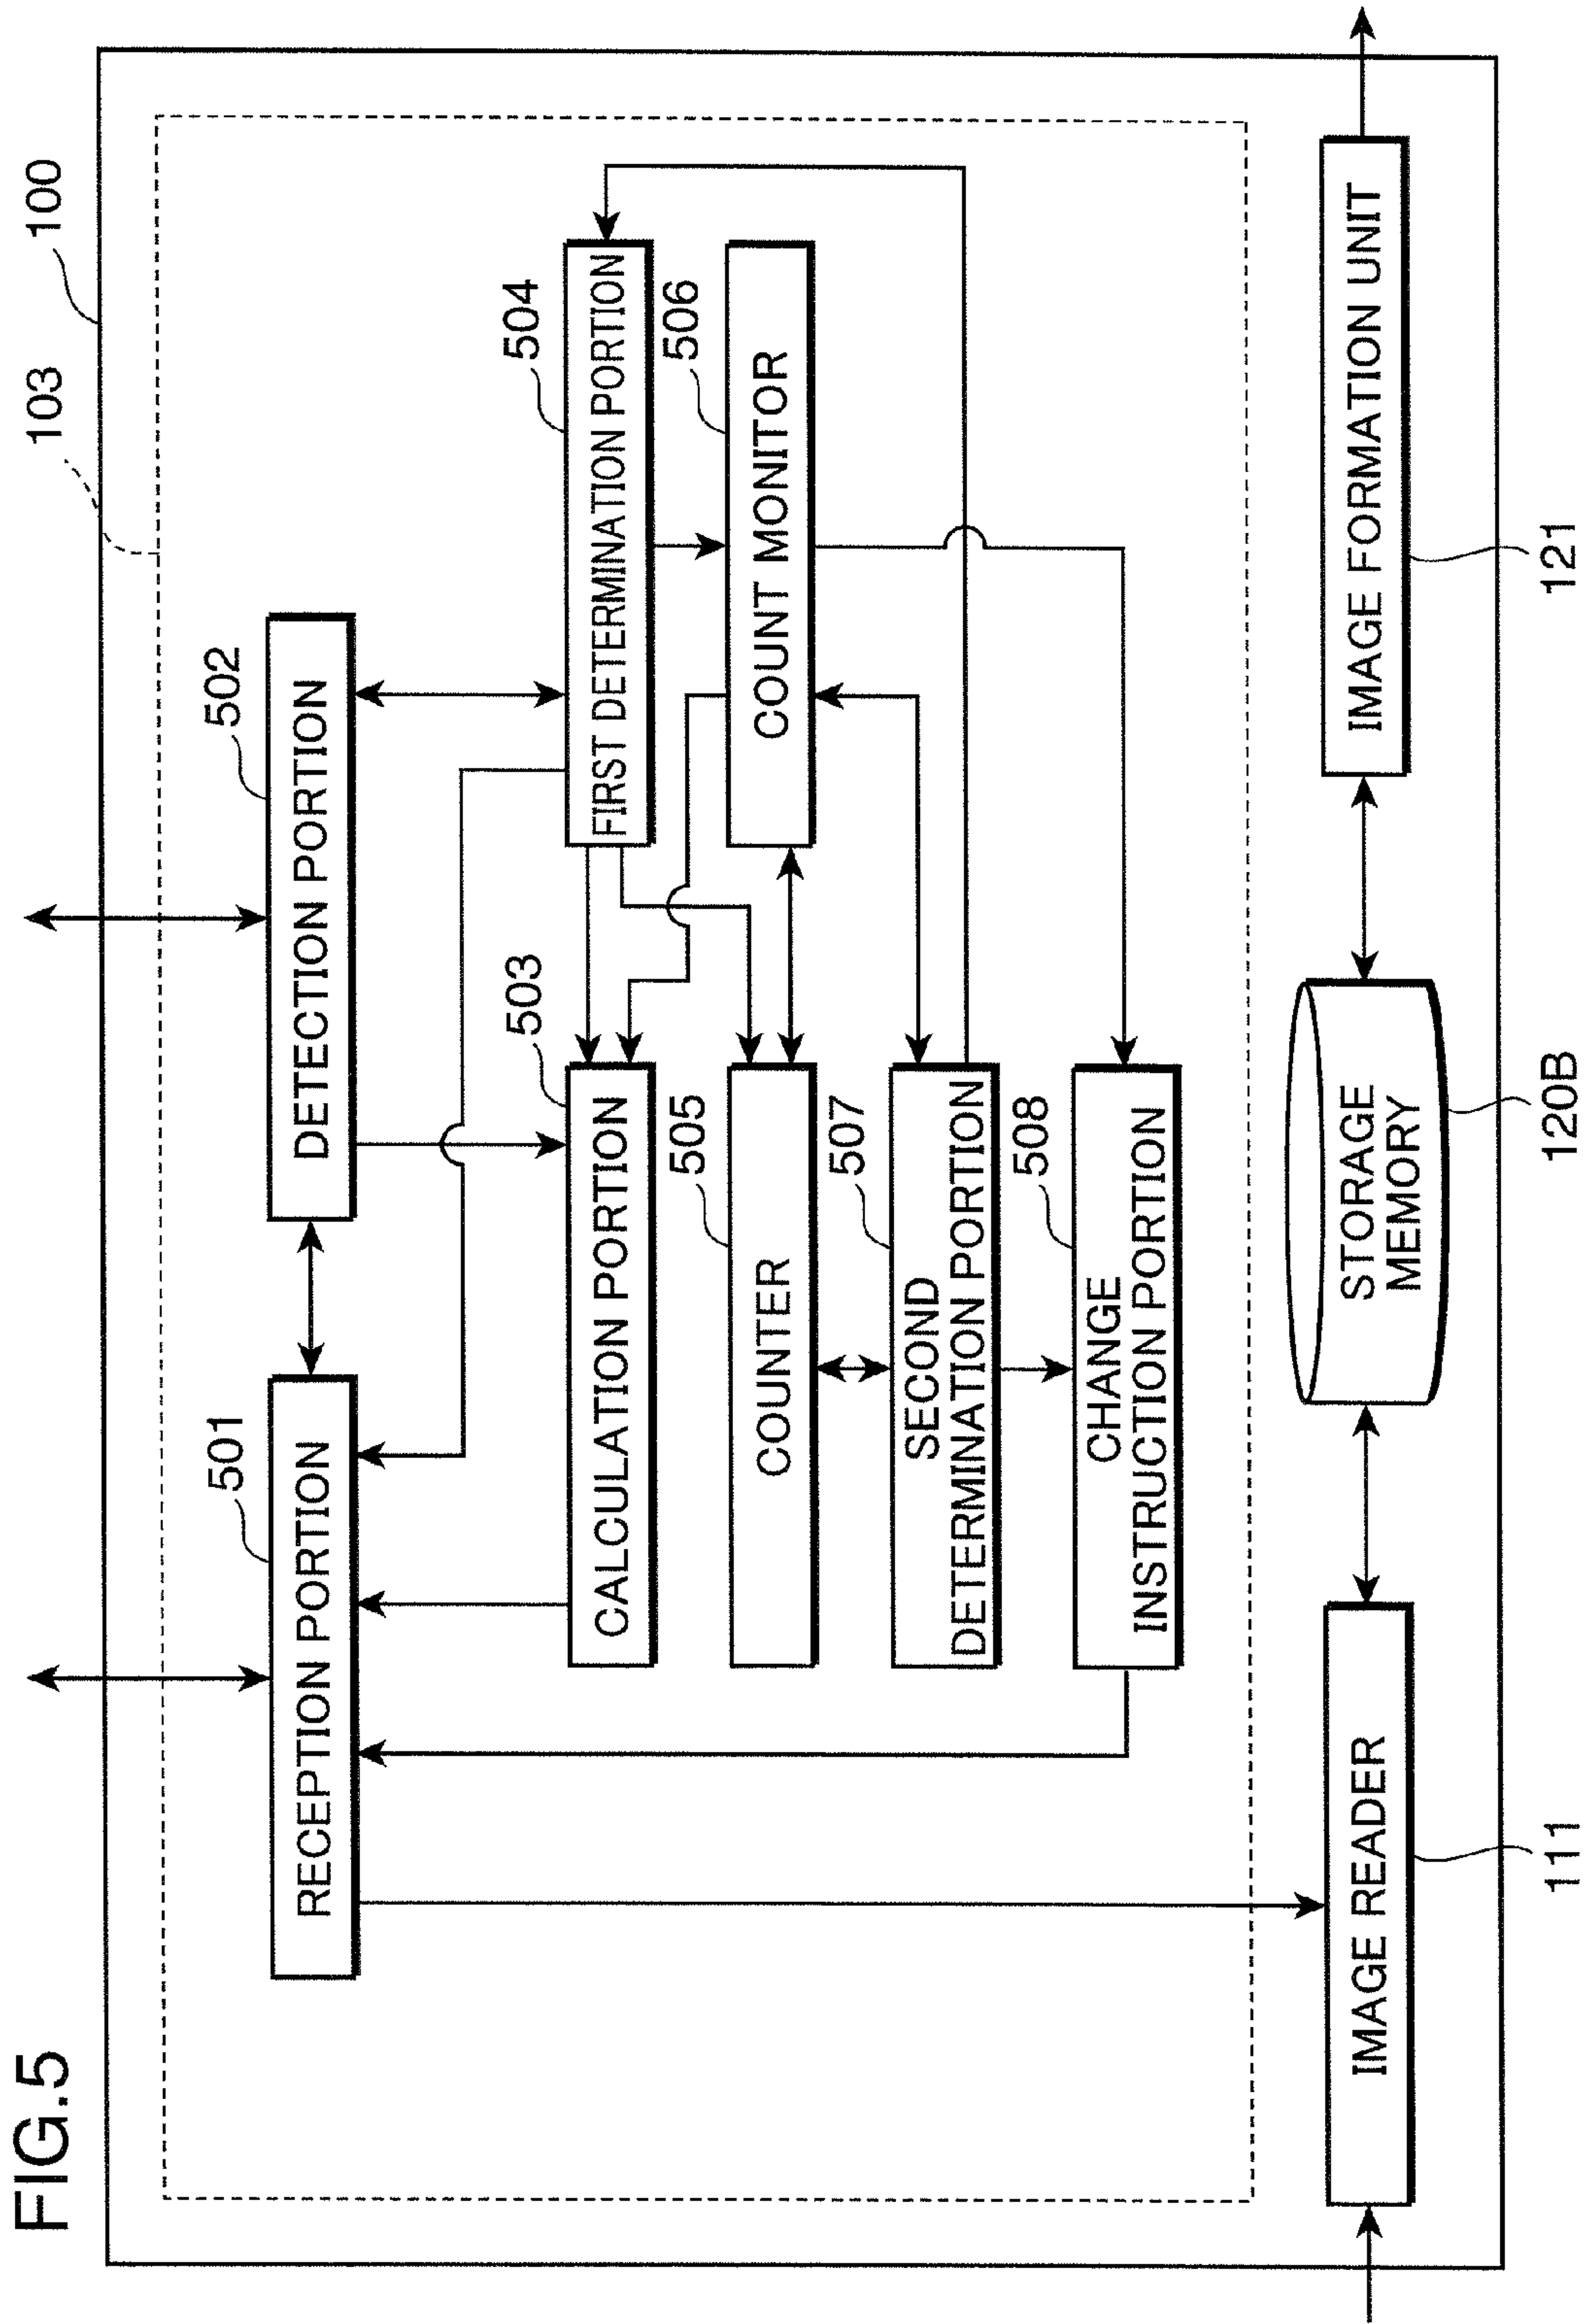 FIG.5
100
103
501
RECEPTION PORTION
502
DETECTION PORTION
503
CALCULATION PORTION
504
FIRST DETERMINATION PORTION
505
COUNTER
506
COUNT MONITOR
507
SECOND
DETERMINATION PORTION
508
CHANGE
INSTRUCTION PORTION
IMAGE READER
111
STORAGE
MEMORY
120B
IMAGE FORMATION UNIT
121